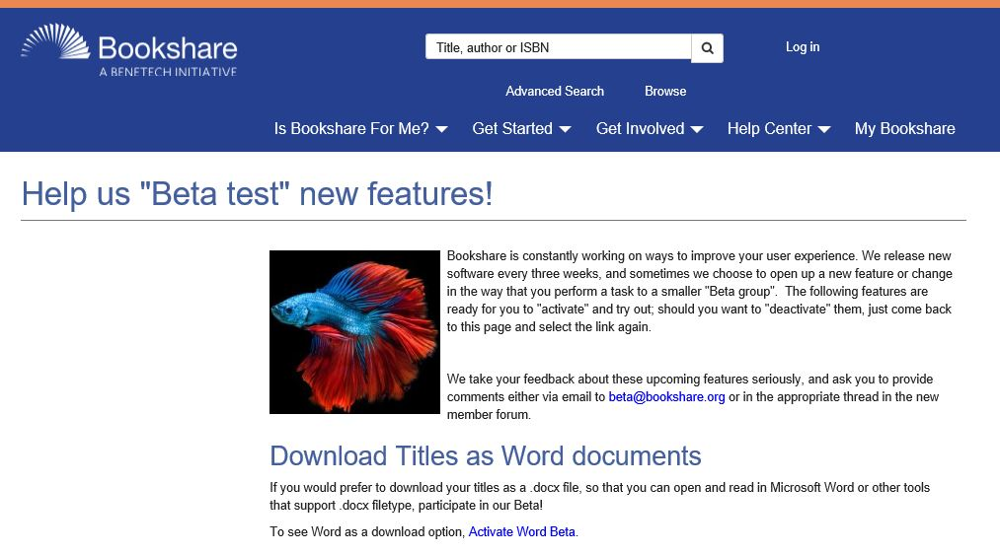 Bookshare
A BENETECH INITIATIVE
Title, author or ISBN
Log in
Advanced Search Browse
Is Bookshare For Me? Get Started Get Involved Help Center My Bookshare
Help us "Beta test" new features!
Bookshare is constantly working on ways to improve your user experience. We release new
software every three weeks, and sometimes we choose to open up a new feature or change
in the way that you perform a task to a smaller "Beta group".  The following features are
ready for you to "activate" and try out; should you want to "deactivate" them, just come back
to this page and select the link again.
We take your feedback about these upcoming features seriously, and ask you to provide
comments either via email to beta@bookshare.org or in the appropriate thread in the new
member forum.
Download Titles as Word documents
If you would prefer to download your titles as a .docx file, so that you can open and read in Microsoft Word or other tools
that support .docx filetype, participate in our Beta!
To see Word as a download option, Activate Word Beta.